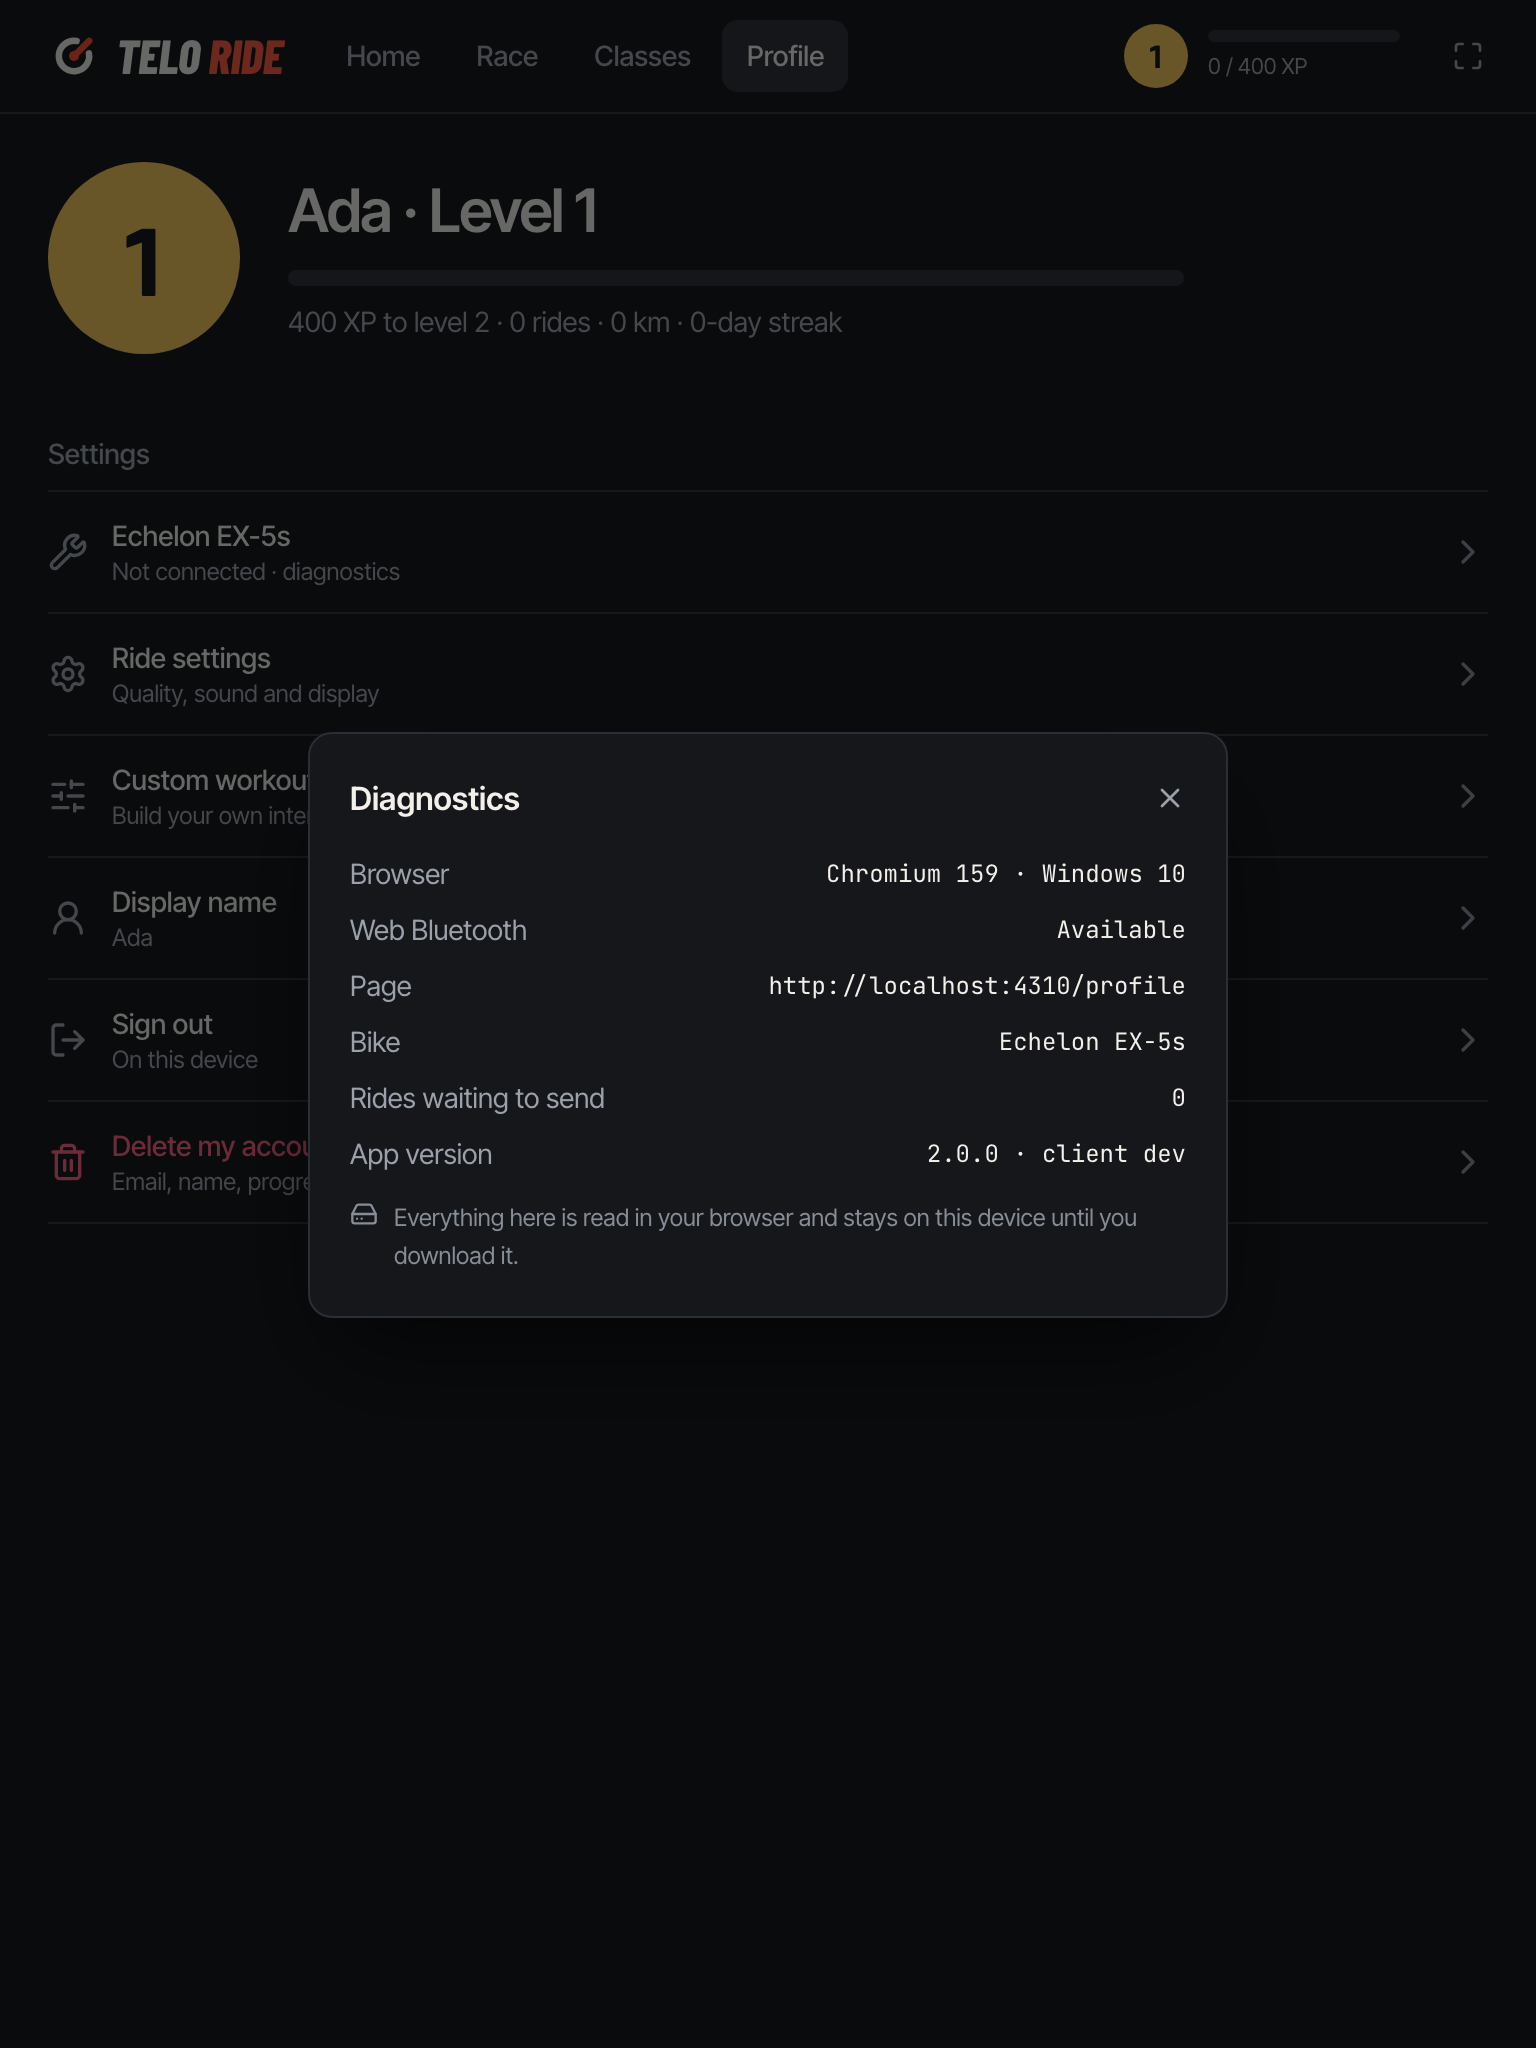 TELO RIDE
Home
Race
Classes
Profile
1
0 / 400 XP
1
Ada · Level 1
400 XP to level 2 · 0 rides · 0 km · 0-day streak
Settings
Echelon EX-5s
Not connected · diagnostics
Ride settings
Quality, sound and display
Custom
Build your own
Display name
Ada
Sign out
On this device
Delete my
Email, name,
Diagnostics
Browser Chromium 159 · Windows 10
Web Bluetooth Available
Page http://localhost:4310/profile
Bike Echelon EX-5s
Rides waiting to send 0
App version 2.0.0 · client dev
Everything here is read in your browser and stays on this device until you
download it.